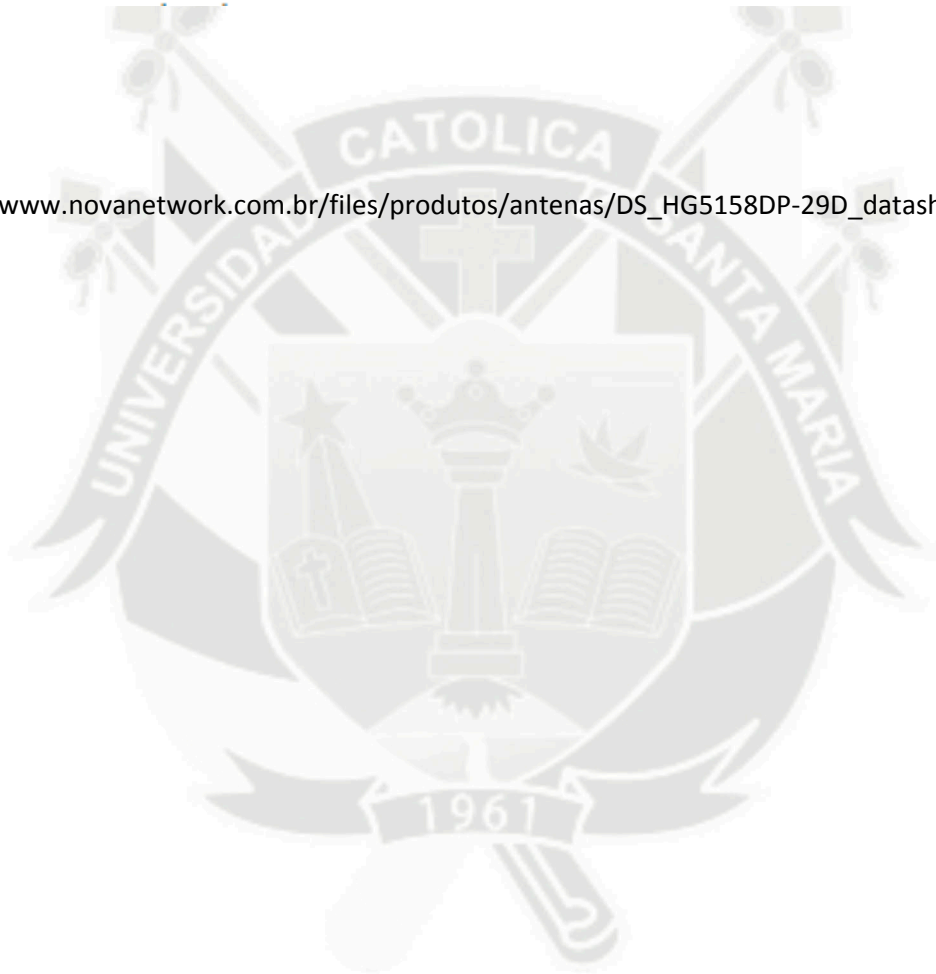 CATOLICA
www.novanetwork.com.br/files/produtos/antenas/DS_HG5158DP-29D_datash
UNIVERSIDAD
SANTA MARIA
1961